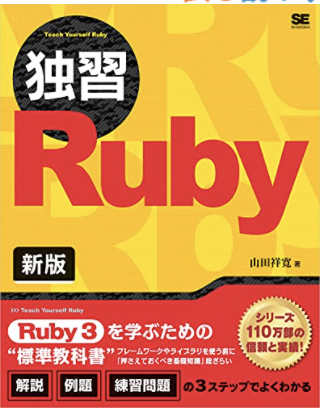 Teach Yourself Ruby
SE
SHOEISHA
独習
Ruby
新版
山田祥寛 著
>>> Teach Yourself Ruby
Ruby 3 を学ぶための
“標準教科書” フレームワークやライブラリを使う前に
「押さえておくべき基礎知識」総ざらい
シリーズ
110万部の
信頼と実績!
解説 例題 練習問題 の3ステップでよくわかる